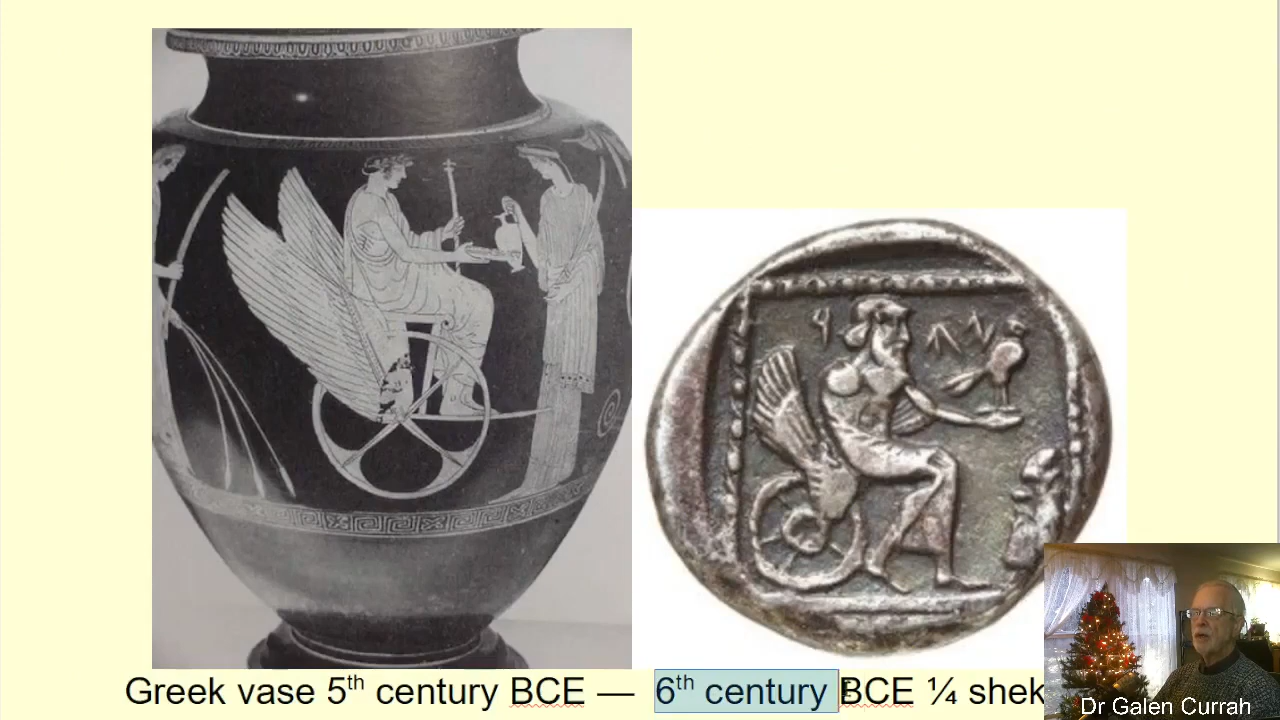 Greek vase 5th century BCE — 6th century BCE ¼ shek
Dr Galen Currah